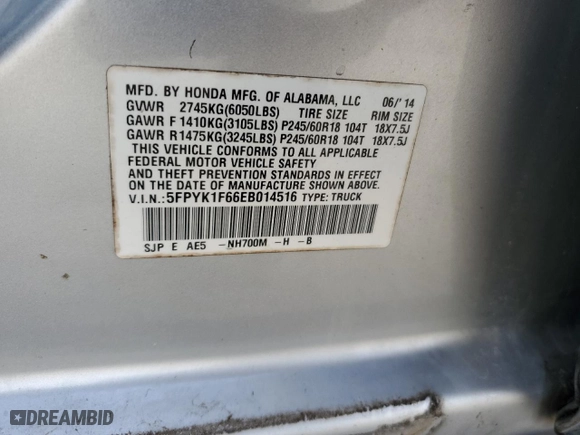 MFD. BY HONDA MFG. OF ALABAMA, LLC 06/'14
GVWR 2745KG(6050LBS) TIRE SIZE RIM SIZE
GAWR F 1410KG(3105LBS) P245/60R18 104T 18X7.5J
GAWR R1475KG(3245LBS) P245/60R18 104T 18X7.5J
THIS VEHICLE CONFORMS TO ALL APPLICABLE
FEDERAL MOTOR VEHICLE SAFETY
AND THEFT PREVENTION STANDARDS IN EFFECT
ON THE DATE OF MANUFACTURE SHOWN ABOVE.
V.I.N.: 5FPYK1F66EB014516 TYPE: TRUCK
SJP E AE5 -NH700M -H -B
DREAMBID